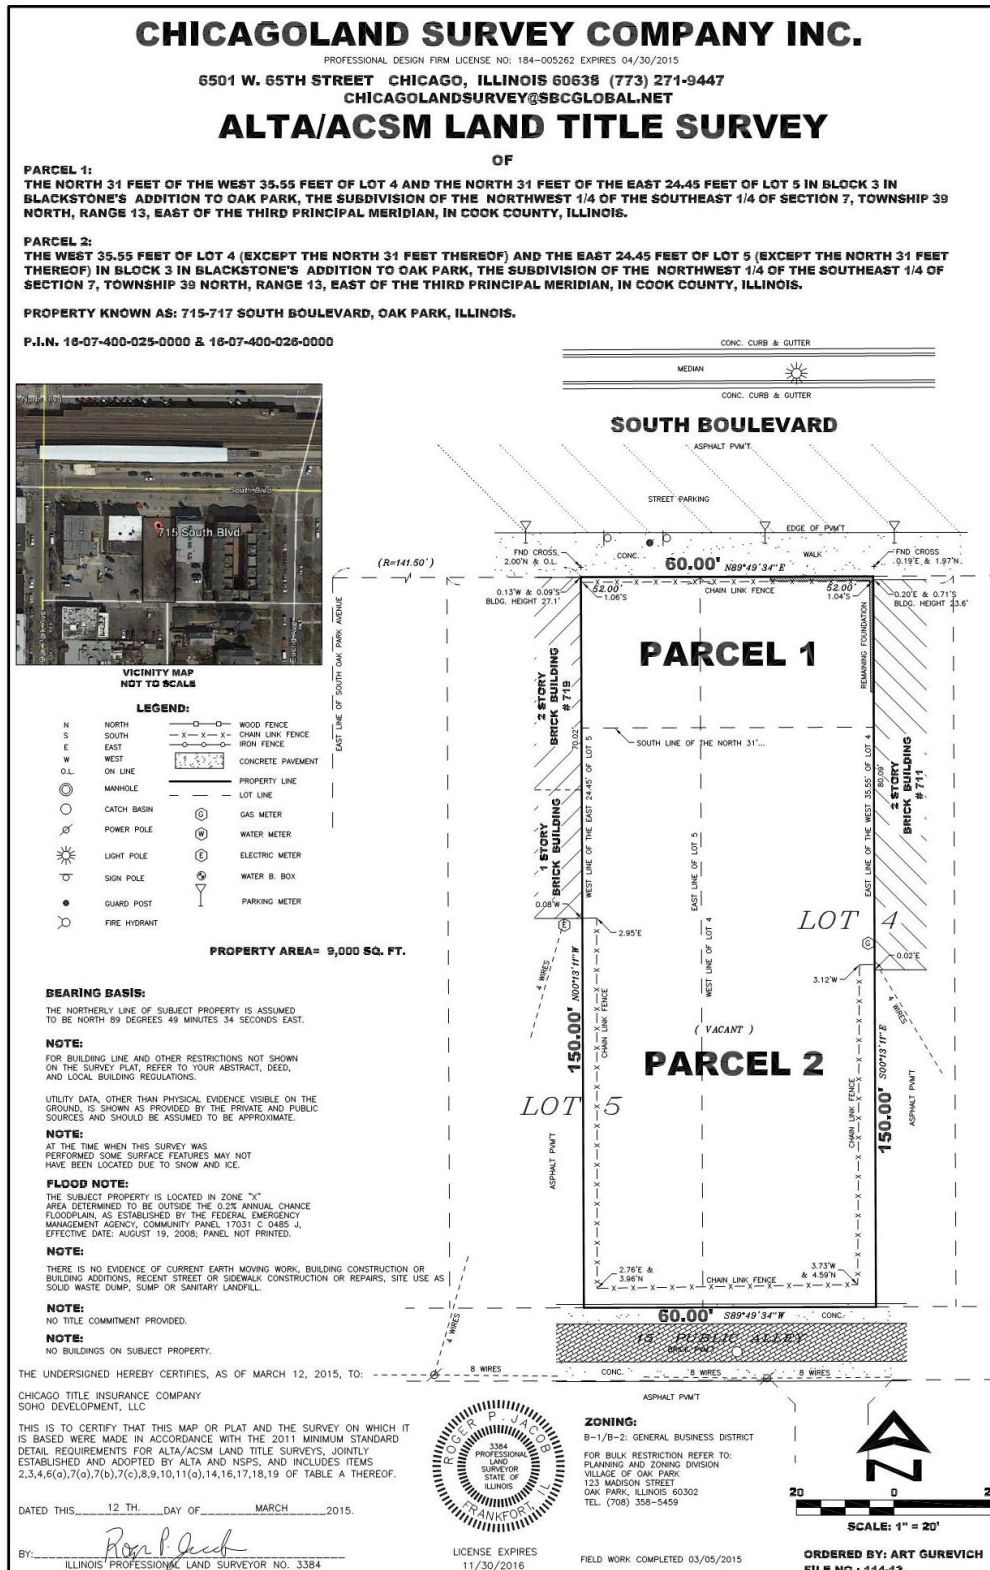 CHICAGOLAND SURVEY COMPANY INC.
PROFESSIONAL DESIGN FIRM LICENSE NO: 184-005262 EXPIRES 04/30/2015
6501 W. 65TH STREET CHICAGO, ILLINOIS 60638 (773) 271-9447
CHICAGOLANDSURVEY@SBCGLOBAL.NET
ALTA/ACSM LAND TITLE SURVEY
OF
PARCEL 1:
THE NORTH 31 FEET OF THE WEST 35.55 FEET OF LOT 4 AND THE NORTH 31 FEET OF THE EAST 24.45 FEET OF LOT 5 IN BLOCK 3 IN
BLACKSTONE'S ADDITION TO OAK PARK, THE SUBDIVISION OF THE NORTHWEST 1/4 OF THE SOUTHEAST 1/4 OF SECTION 7, TOWNSHIP 39
NORTH, RANGE 13, EAST OF THE THIRD PRINCIPAL MERIDIAN, IN COOK COUNTY, ILLINOIS.
PARCEL 2:
THE WEST 35.55 FEET OF LOT 4 (EXCEPT THE NORTH 31 FEET THEREOF) AND THE EAST 24.45 FEET OF LOT 5 (EXCEPT THE NORTH 31 FEET
THEREOF) IN BLOCK 3 IN BLACKSTONE'S ADDITION TO OAK PARK, THE SUBDIVISION OF THE NORTHWEST 1/4 OF THE SOUTHEAST 1/4 OF
SECTION 7, TOWNSHIP 39 NORTH, RANGE 13, EAST OF THE THIRD PRINCIPAL MERIDIAN, IN COOK COUNTY, ILLINOIS.
PROPERTY KNOWN AS: 715-717 SOUTH BOULEVARD, OAK PARK, ILLINOIS.
P.I.N. 16-07-400-025-0000 & 16-07-400-026-0000
CONC. CURB & GUTTER
MEDIAN
CONC. CURB & GUTTER
SOUTH BOULEVARD
ASPHALT PVM'T
STREET PARKING
EDGE OF PVM'T
North Blvd
South Blvd
715 South Blvd
VICINITY MAP
NOT TO SCALE
FND CROSS
2.00'N & O.L.
CONC.
WALK
FND CROSS
0.19'E & 1.97'N.
60.00' N89°49'34"E
(R=141.50')
CHAIN LINK FENCE
0.13'W & 0.09'S
BLDG. HEIGHT 27.1'
52.00'
1.06'S
52.00'
1.04'S
0.20'E & 0.71'S
BLDG. HEIGHT 23.6'
EAST LINE OF SOUTH OAK PARK AVENUE
REMAINING FOUNDATION
PARCEL 1
2 STORY
BRICK BUILDING
# 719
70.02'
SOUTH LINE OF THE NORTH 31'...
WEST LINE OF THE EAST 24.45' OF LOT 5
EAST LINE OF THE WEST 35.55' OF LOT 4
80.09'
2 STORY
BRICK BUILDING
# 711
1 STORY
BRICK BUILDING
EAST LINE OF LOT 5
WEST LINE OF LOT 4
0.08'W
E
2.95'E
LOT 4
G
0.02'E
3.12'W
4 WIRES
4 WIRES
150.00' N00°13'11"W
CHAIN LINK FENCE
( VACANT )
PARCEL 2
LOT 5
CHAIN LINK FENCE
150.00' S00°13'11"E
ASPHALT PVM'T
ASPHALT PVM'T
2.76'E &
3.96'N
CHAIN LINK FENCE
3.73'W
& 4.59'N
60.00' S89°49'34"W
CONC.
15' PUBLIC ALLEY
BRICK PVM'T
4 WIRES
8 WIRES
CONC.
8 WIRES
8 WIRES
ASPHALT PVM'T
LEGEND:
N NORTH
S SOUTH
E EAST
W WEST
O.L. ON LINE
MANHOLE
CATCH BASIN
POWER POLE
LIGHT POLE
SIGN POLE
GUARD POST
FIRE HYDRANT
WOOD FENCE
CHAIN LINK FENCE
IRON FENCE
CONCRETE PAVEMENT
PROPERTY LINE
LOT LINE
G GAS METER
W WATER METER
E ELECTRIC METER
WATER B. BOX
PARKING METER
PROPERTY AREA= 9,000 SQ. FT.
BEARING BASIS:
THE NORTHERLY LINE OF SUBJECT PROPERTY IS ASSUMED
TO BE NORTH 89 DEGREES 49 MINUTES 34 SECONDS EAST.
NOTE:
FOR BUILDING LINE AND OTHER RESTRICTIONS NOT SHOWN
ON THE SURVEY PLAT, REFER TO YOUR ABSTRACT, DEED,
AND LOCAL BUILDING REGULATIONS.
UTILITY DATA, OTHER THAN PHYSICAL EVIDENCE VISIBLE ON THE
GROUND, IS SHOWN AS PROVIDED BY THE PRIVATE AND PUBLIC
SOURCES AND SHOULD BE ASSUMED TO BE APPROXIMATE.
NOTE:
AT THE TIME WHEN THIS SURVEY WAS
PERFORMED SOME SURFACE FEATURES MAY NOT
HAVE BEEN LOCATED DUE TO SNOW AND ICE.
FLOOD NOTE:
THE SUBJECT PROPERTY IS LOCATED IN ZONE "X"
AREA DETERMINED TO BE OUTSIDE THE 0.2% ANNUAL CHANCE
FLOODPLAIN, AS ESTABLISHED BY THE FEDERAL EMERGENCY
MANAGEMENT AGENCY, COMMUNITY PANEL 17031 C 0485 J,
EFFECTIVE DATE: AUGUST 19, 2008; PANEL NOT PRINTED.
NOTE:
THERE IS NO EVIDENCE OF CURRENT EARTH MOVING WORK, BUILDING CONSTRUCTION OR
BUILDING ADDITIONS, RECENT STREET OR SIDEWALK CONSTRUCTION OR REPAIRS, SITE USE AS
SOLID WASTE DUMP, SUMP OR SANITARY LANDFILL.
NOTE:
NO TITLE COMMITMENT PROVIDED.
NOTE:
NO BUILDINGS ON SUBJECT PROPERTY.
THE UNDERSIGNED HEREBY CERTIFIES, AS OF MARCH 12, 2015, TO:
CHICAGO TITLE INSURANCE COMPANY
SOHO DEVELOPMENT, LLC
THIS IS TO CERTIFY THAT THIS MAP OR PLAT AND THE SURVEY ON WHICH IT
IS BASED WERE MADE IN ACCORDANCE WITH THE 2011 MINIMUM STANDARD
DETAIL REQUIREMENTS FOR ALTA/ACSM LAND TITLE SURVEYS, JOINTLY
ESTABLISHED AND ADOPTED BY ALTA AND NSPS, AND INCLUDES ITEMS
2,3,4,6(a),7(a),7(b),7(c),8,9,10,11(a),14,16,17,18,19 OF TABLE A THEREOF.
DATED THIS 12 TH. DAY OF MARCH 2015.
BY: Roger P. Jacob
ILLINOIS PROFESSIONAL LAND SURVEYOR NO. 3384
ROGER P. JACOB
3384
PROFESSIONAL
LAND
SURVEYOR
STATE OF
ILLINOIS
FRANKFORT, IL
LICENSE EXPIRES
11/30/2016
ZONING:
B-1/B-2: GENERAL BUSINESS DISTRICT
FOR BULK RESTRICTION REFER TO:
PLANNING AND ZONING DIVISION
VILLAGE OF OAK PARK
123 MADISON STREET
OAK PARK, ILLINOIS 60302
TEL. (708) 358-5459
FIELD WORK COMPLETED 03/05/2015
N
20 0
SCALE: 1" = 20'
ORDERED BY: ART GUREVICH